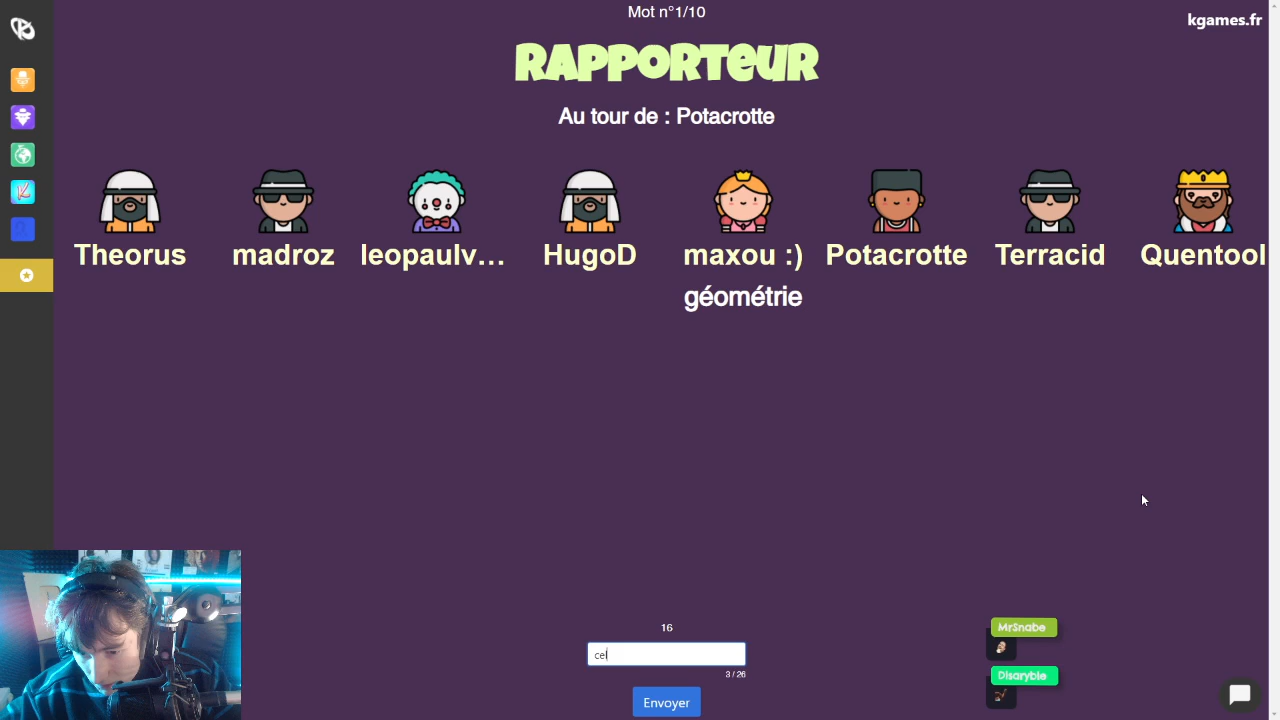 Mot n°1/10
kgames.fr
RAPPORTEUR
Au tour de : Potacrotte
Theorus
madroz
leopaulv...
HugoD
maxou :)
Potacrotte
Terracid
Quentool
géométrie
16
cel
3 / 26
Envoyer
MrSnabe
Disaryble